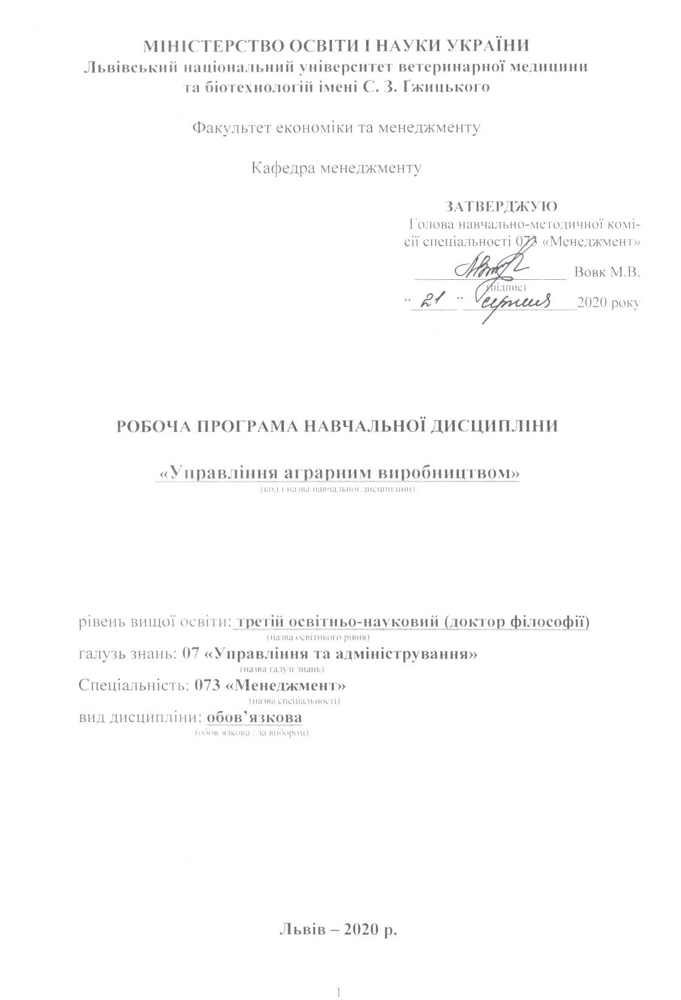 МІНІСТЕРСТВО ОСВІТИ І НАУКИ УКРАЇНИ
Львівський національний університет ветеринарної медицини
та біотехнологій імені С. З. Ґжицького
Факультет економіки та менеджменту
Кафедра менеджменту
ЗАТВЕРДЖУЮ
Голова навчально-методичної комі-
сії спеціальності 073 «Менеджмент»
Вовк М.В.
(підпис)
“ 21 “ серпня 2020 року
РОБОЧА ПРОГРАМА НАВЧАЛЬНОЇ ДИСЦИПЛІНИ
«Управління аграрним виробництвом»
(код і назва навчальної дисципліни)
рівень вищої освіти: третій освітньо-науковий (доктор філософії)
(назва освітнього рівня)
галузь знань: 07 «Управління та адміністрування»
(назва галузі знань)
Спеціальність: 073 «Менеджмент»
(назва спеціальності)
вид дисципліни: обов’язкова
(обов’язкова / за вибором)
Львів – 2020 р.
1